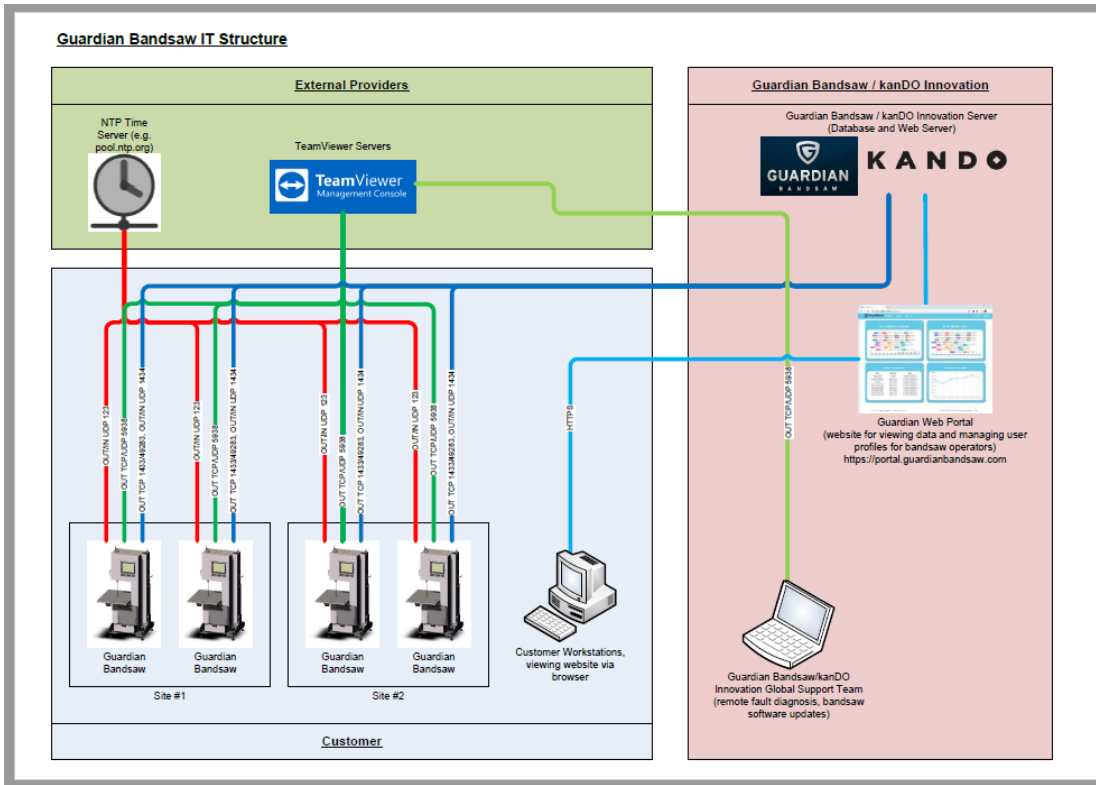 Guardian Bandsaw IT Structure
External Providers
NTP Time
Server (e.g.
pool.ntp.org)
TeamViewer Servers
TeamViewer
Management Console
Guardian Bandsaw / kanDO Innovation
Guardian Bandsaw / kanDO Innovation Server
(Database and Web Server)
GUARDIAN
BANDSAW
KANDO
Guardian Web Portal
(website for viewing data and managing user
profiles for bandsaw operators)
https://portal.guardianbandsaw.com
OUT/IN UDP 123
OUT TCP/UDP 5938
OUT TCP 1433/49283, OUT/IN UDP 1434
OUT/IN UDP 123
OUT TCP/UDP 5938
OUT TCP 1433/49283, OUT/IN UDP 1434
OUT/IN UDP 123
OUT TCP/UDP 5938
OUT TCP 1433/49283, OUT/IN UDP 1434
OUT/IN UDP 123
OUT TCP/UDP 5938
OUT TCP 1433/49283, OUT/IN UDP 1434
HTTPS
OUT TCP/UDP 5938
Guardian
Bandsaw
Guardian
Bandsaw
Site #1
Guardian
Bandsaw
Guardian
Bandsaw
Site #2
Customer Workstations,
viewing website via
browser
Guardian Bandsaw/kanDO
Innovation Global Support Team
(remote fault diagnosis, bandsaw
software updates)
Customer